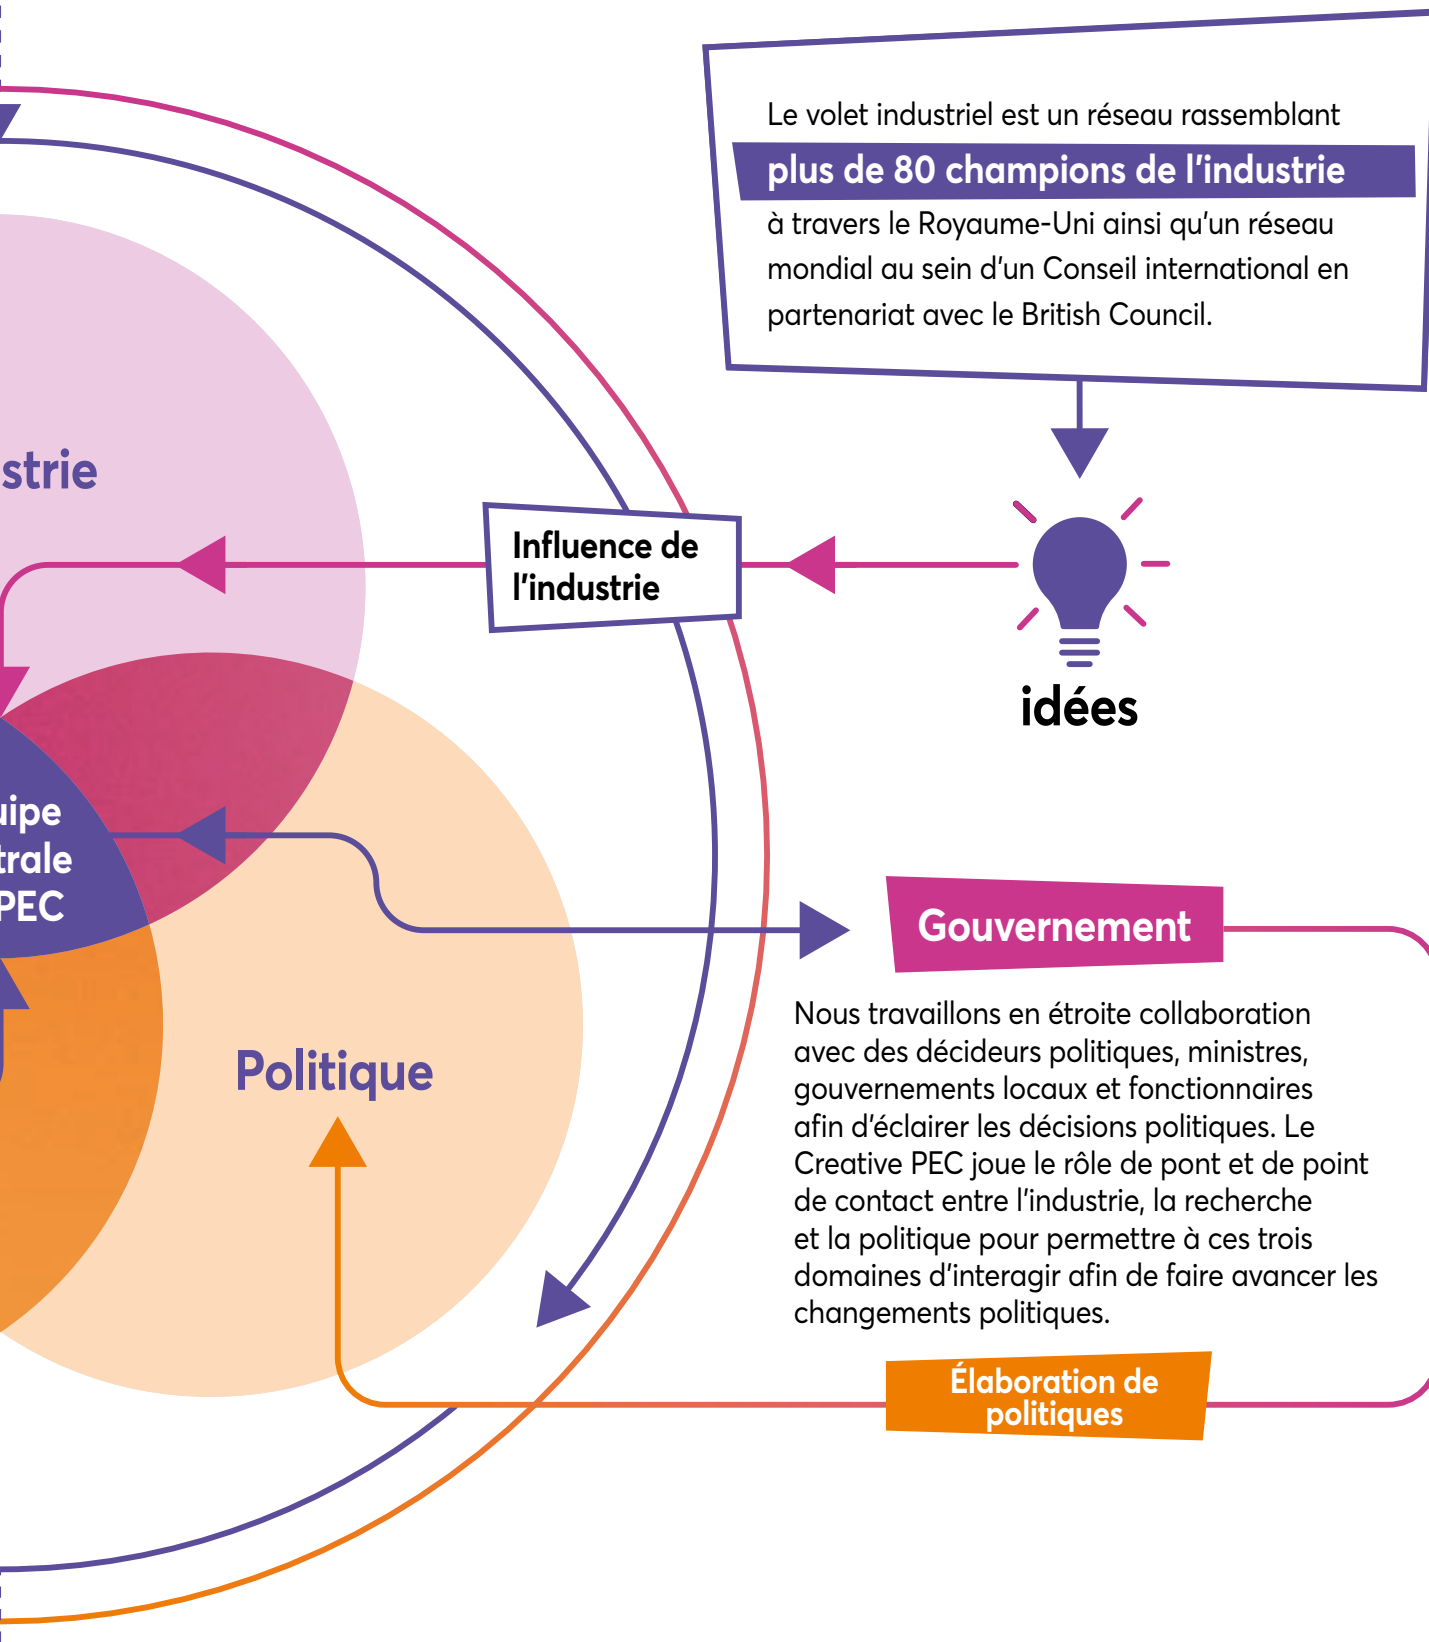 Le volet industriel est un réseau rassemblant
plus de 80 champions de l'industrie
à travers le Royaume-Uni ainsi qu'un réseau
mondial au sein d'un Conseil international en
partenariat avec le British Council.
strie
Influence de
l'industrie
idées
uipe
trale
PEC
Gouvernement
Nous travaillons en étroite collaboration
avec des décideurs politiques, ministres,
gouvernements locaux et fonctionnaires
afin d'éclairer les décisions politiques. Le
Creative PEC joue le rôle de pont et de point
de contact entre l'industrie, la recherche
et la politique pour permettre à ces trois
domaines d'interagir afin de faire avancer les
changements politiques.
Politique
Élaboration de
politiques